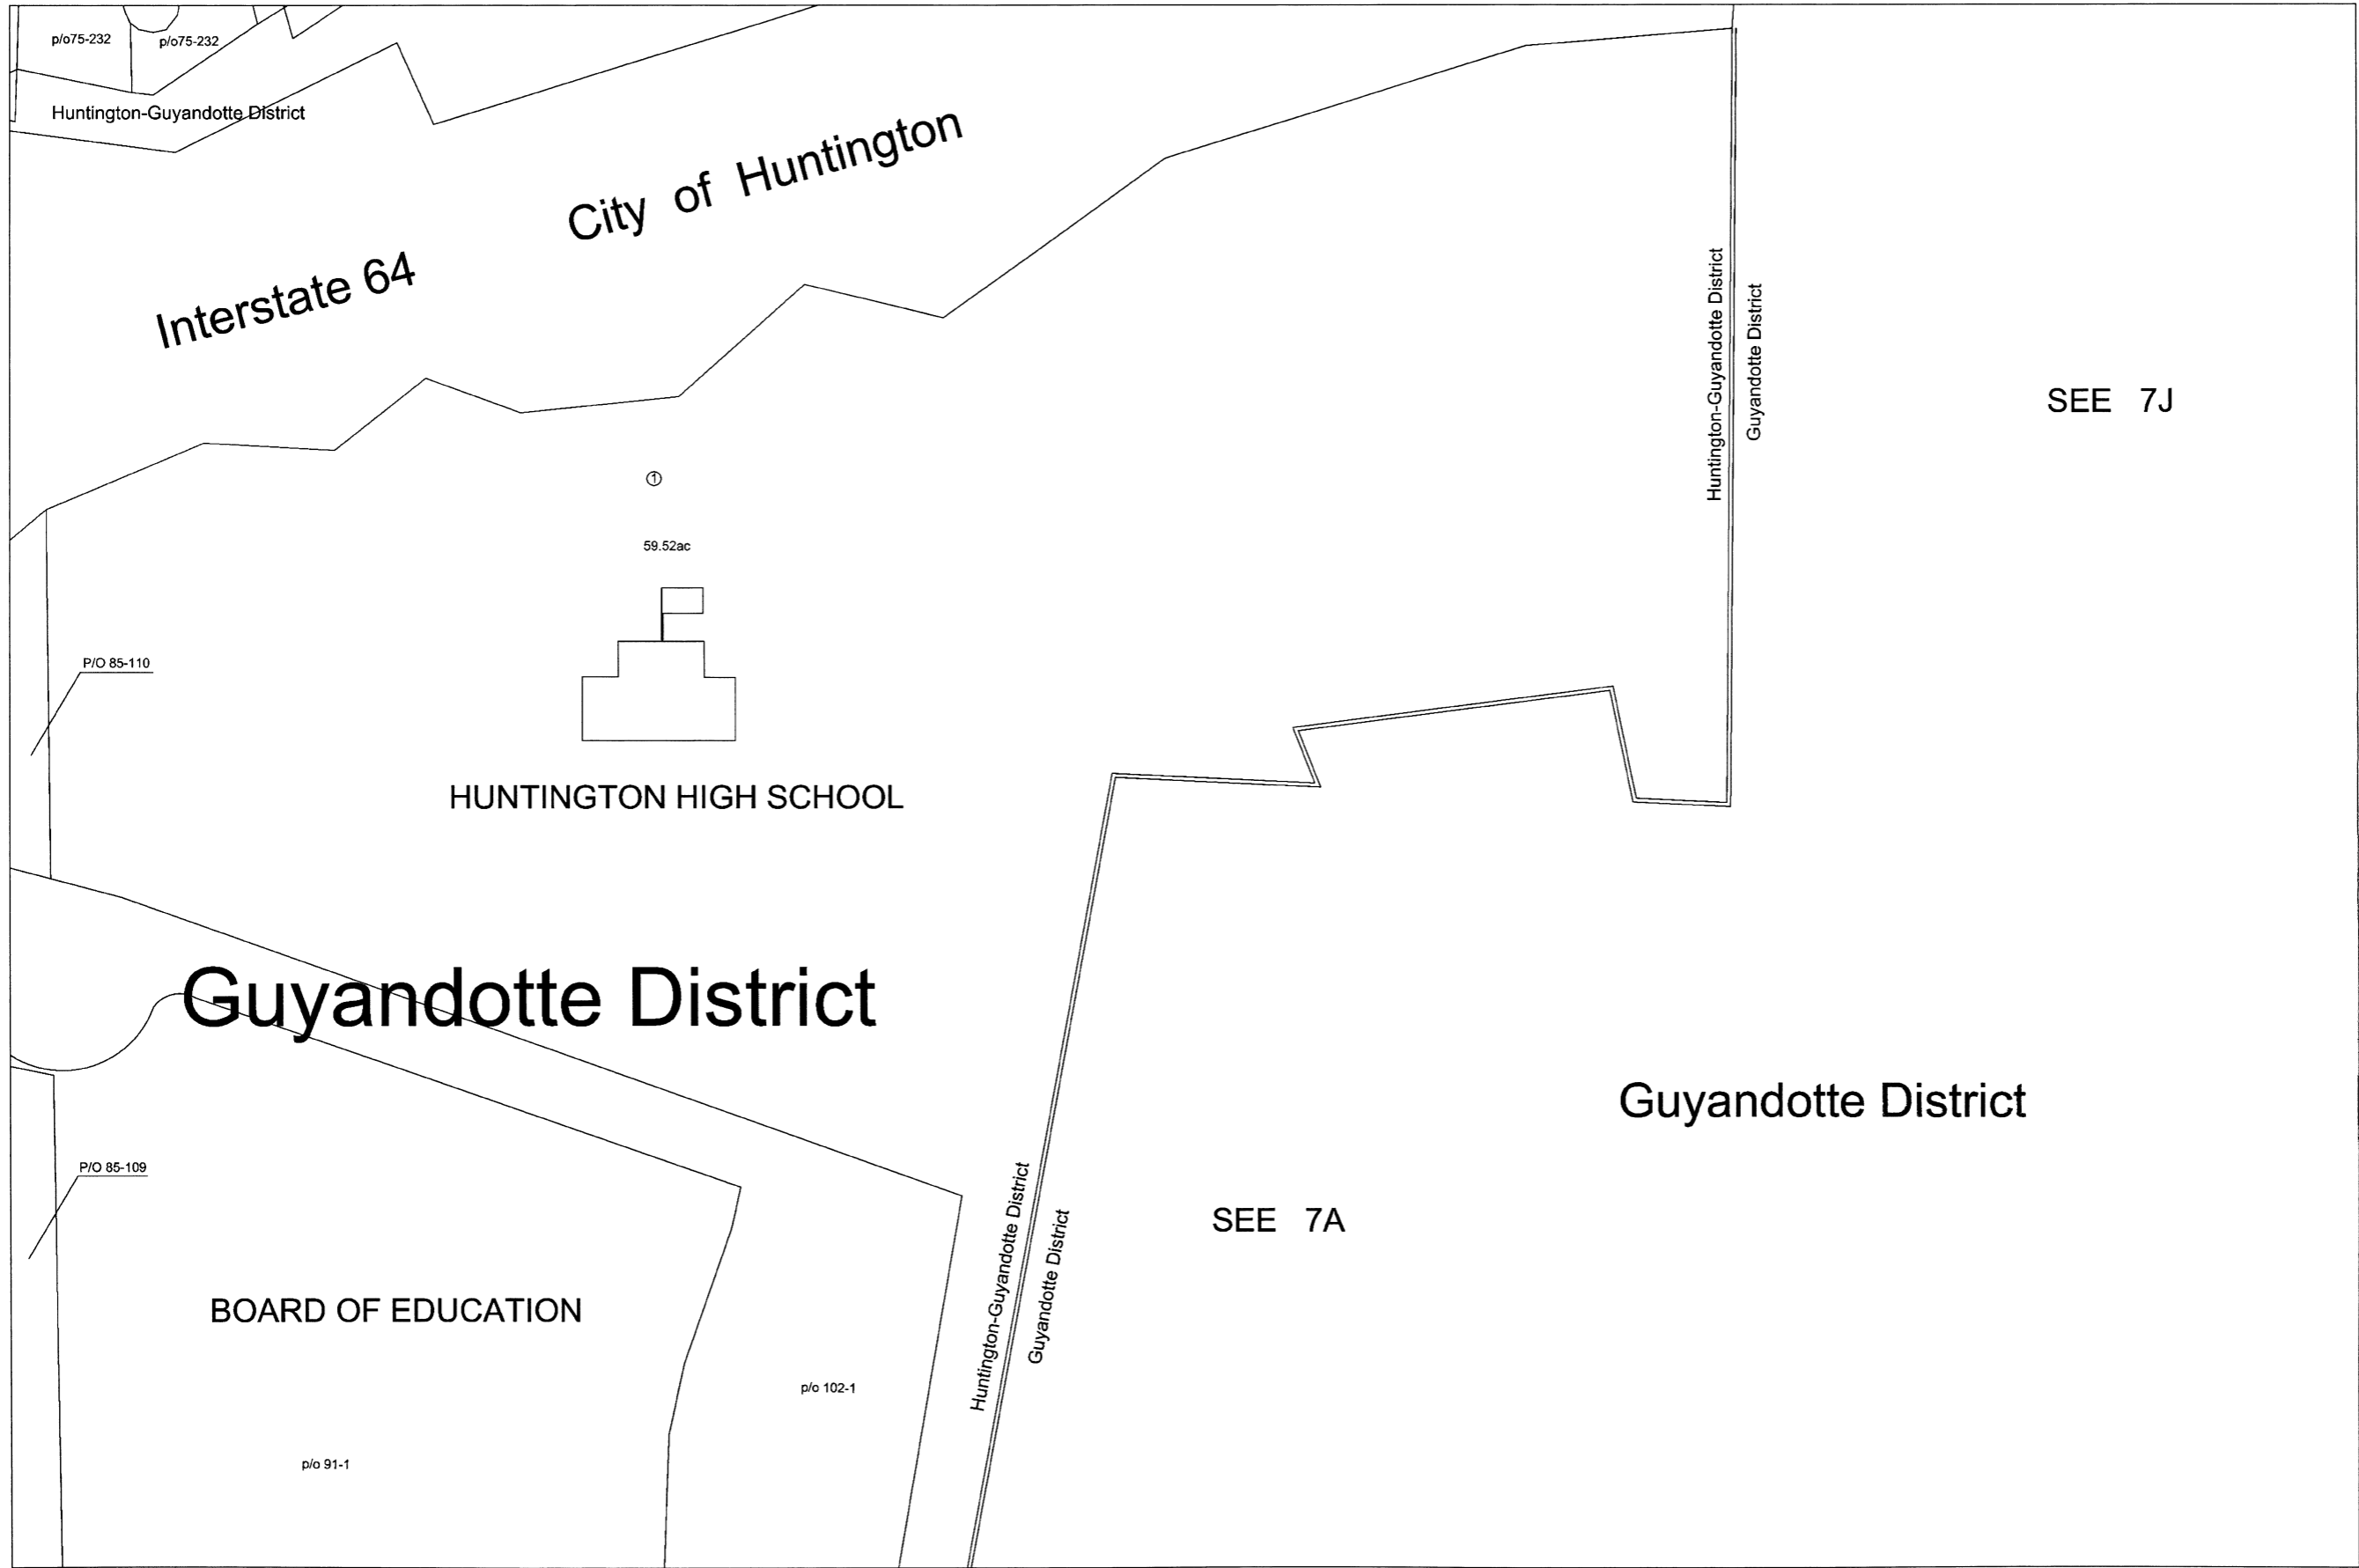 p/o75-232
p/o75-232
Huntington-Guyandotte District
City of Huntington
Interstate 64
Huntington-Guyandotte District
Guyandotte District
SEE 7J
1
59.52ac
P/O 85-110
HUNTINGTON HIGH SCHOOL
Guyandotte District
Guyandotte District
P/O 85-109
Huntington-Guyandotte District
Guyandotte District
SEE 7A
BOARD OF EDUCATION
p/o 102-1
p/o 91-1